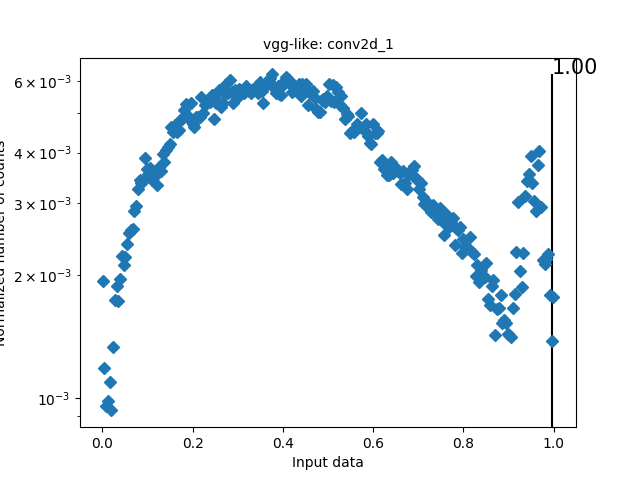 vgg-like: conv2d_1
1.00
6 × 10⁻³
4 × 10⁻³
3 × 10⁻³
2 × 10⁻³
10⁻³
Normalized number of counts
0.0 0.2 0.4 0.6 0.8 1.0
Input data